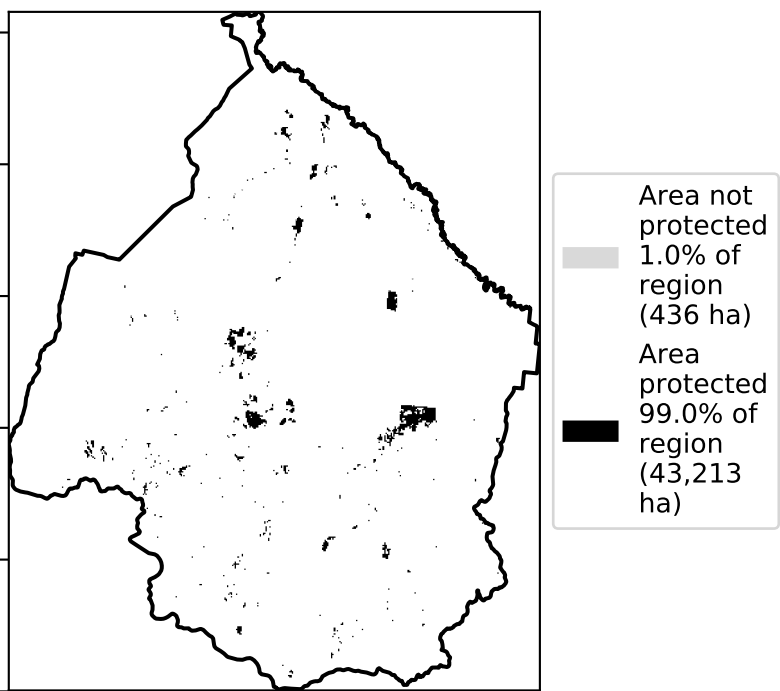 Area not
protected
1.0% of
region
(436 ha)
Area
protected
99.0% of
region
(43,213
ha)